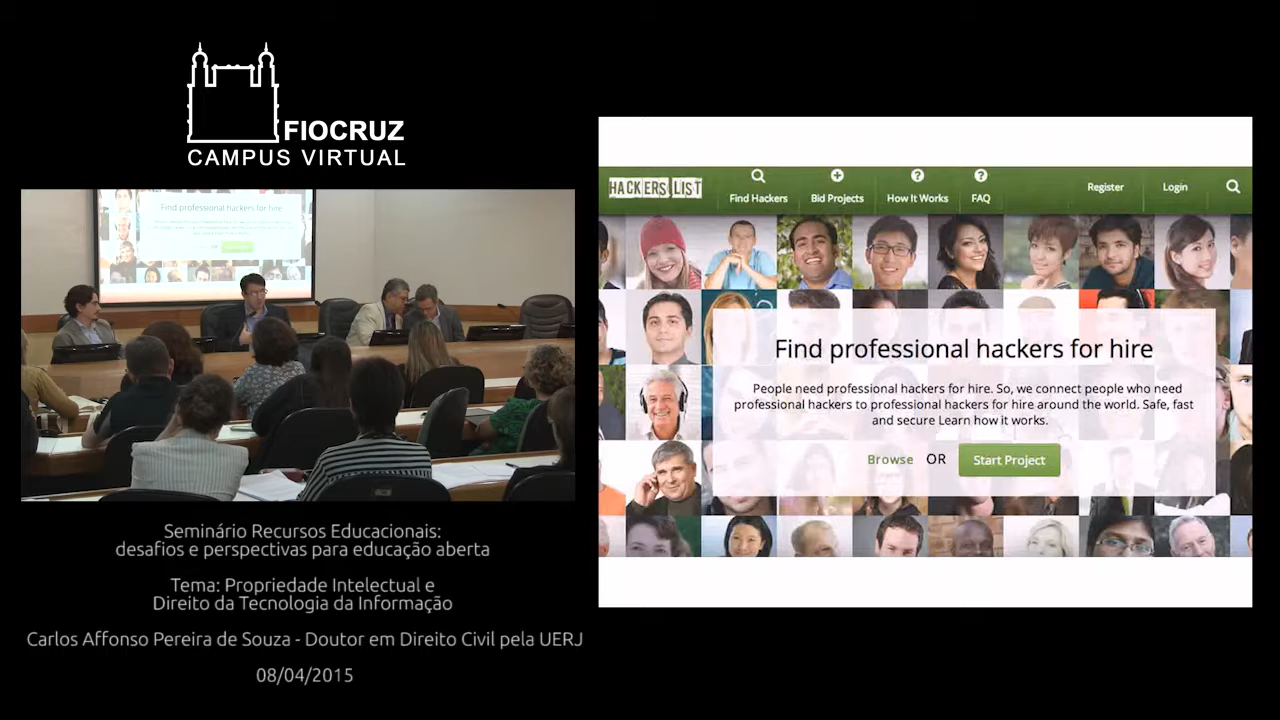 FIOCRUZ
CAMPUS VIRTUAL
Find professional hackers for hire
Seminário Recursos Educacionais:
desafios e perspectivas para educação aberta
Tema: Propriedade Intelectual e
Direito da Tecnologia da Informação
Carlos Affonso Pereira de Souza - Doutor em Direito Civil pela UERJ
08/04/2015
HACKERS LIST
Find Hackers
Bid Projects
How It Works
FAQ
Register
Login
Find professional hackers for hire
People need professional hackers for hire. So, we connect people who need
professional hackers to professional hackers for hire around the world. Safe, fast
and secure Learn how it works.
Browse OR Start Project